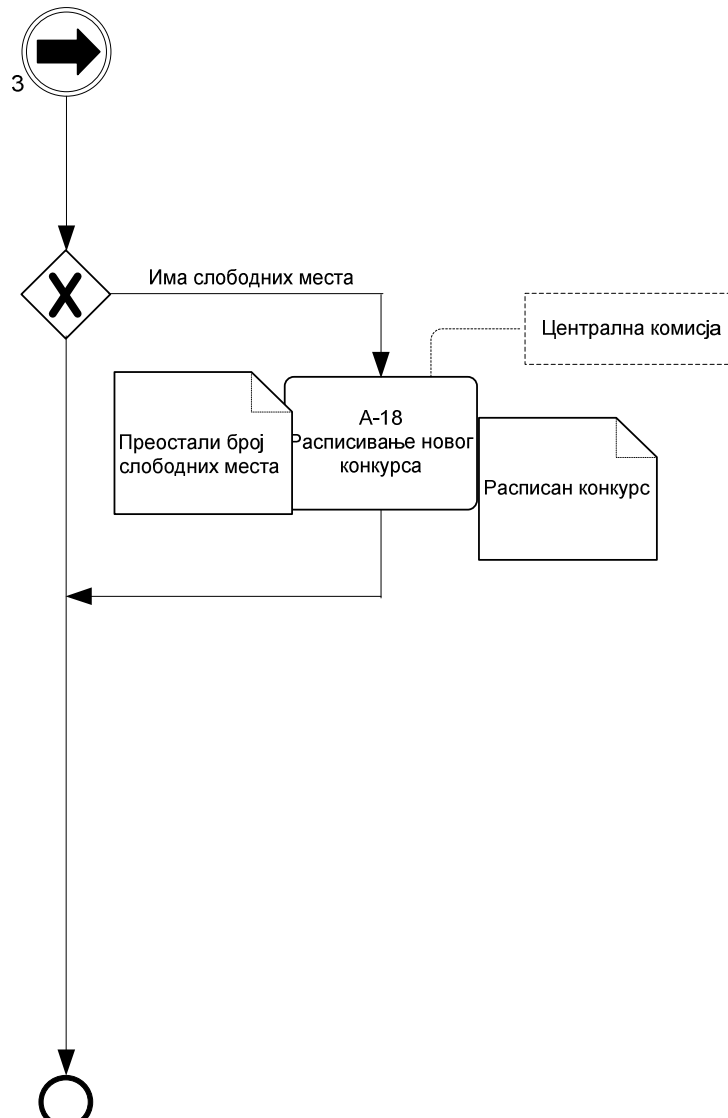 3
Има слободних места
Централна комисја
А-18
Расписивање новог
конкурса
Преостали број
слободних места
Расписан конкурс